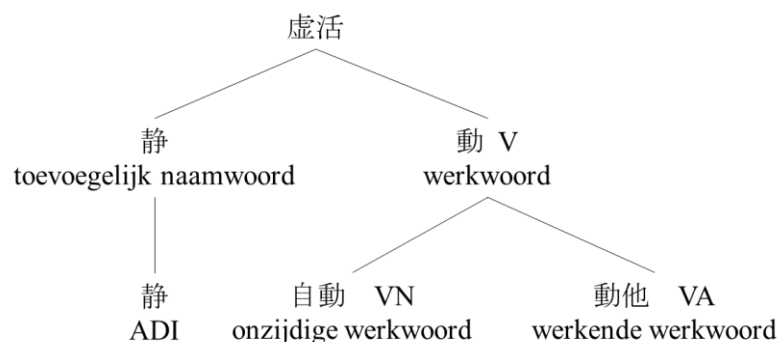 虚活
静 動 V
toevoegelijk naamwoord werkwoord
静 自動 VN 動他 VA
ADI onzijdige werkwoord werkende werkwoord